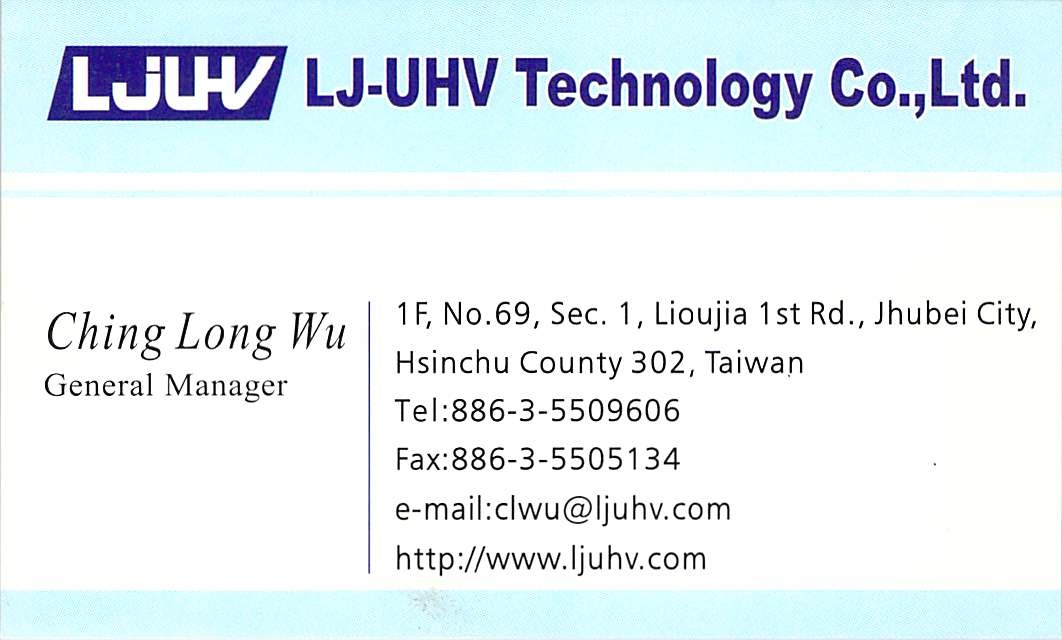 LJUHV LJ-UHV Technology Co.,Ltd.
Ching Long Wu
General Manager
1F, No.69, Sec. 1, Lioujia 1st Rd., Jhubei City,
Hsinchu County 302, Taiwan
Tel:886-3-5509606
Fax:886-3-5505134
e-mail:clwu@ljuhv.com
http://www.ljuhv.com